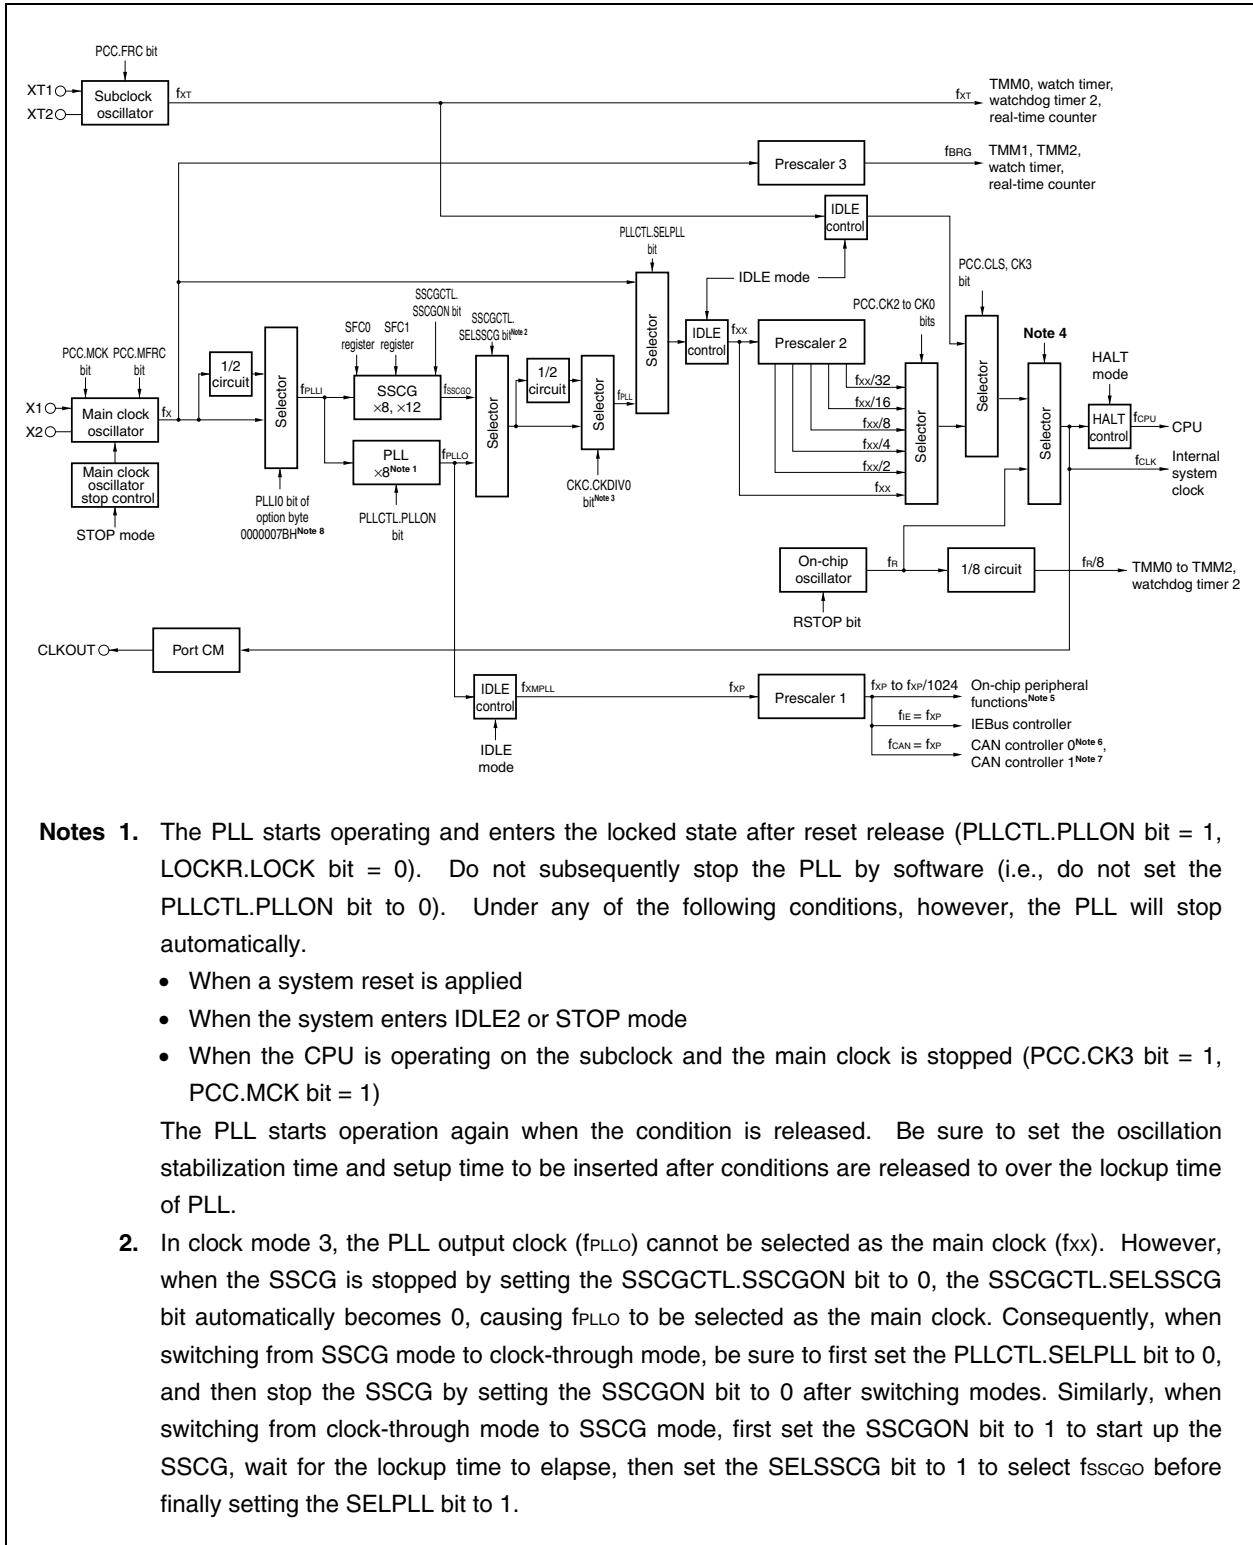 PCC.FRC bit
XT1
XT2
Subclock
oscillator
fXT
fXT
TMM0, watch timer,
watchdog timer 2,
real-time counter
Prescaler 3
fBRG
TMM1, TMM2,
watch timer,
real-time counter
IDLE
control
PLLCTL.SELPLL
bit
IDLE mode
PCC.CLS, CK3
bit
SSCGCTL.
SSCGON bit
SFC0
register
SFC1
register
SSCGCTL.
SELSSCG bitNote 2
PCC.CK2 to CK0
bits
Note 4
HALT
mode
PCC.MCK
bit
PCC.MFRC
bit
1/2
circuit
Selector
fPLLI
SSCG
×8, ×12
fSSCGO
Selector
1/2
circuit
Selector
fPLL
Selector
IDLE
control
fXX
Prescaler 2
fXX/32
fXX/16
fXX/8
fXX/4
fXX/2
fXX
Selector
Selector
Selector
HALT
control
fCPU
CPU
X1
X2
Main clock
oscillator
fX
PLL
×8Note 1
fPLLO
fCLK
Internal
system
clock
Main clock
oscillator
stop control
STOP mode
PLLI0 bit of
option byte
0000007BHNote 8
PLLCTL.PLLON
bit
CKC.CKDIV0
bitNote 3
On-chip
oscillator
fR
1/8 circuit
fR/8
TMM0 to TMM2,
watchdog timer 2
RSTOP bit
CLKOUT
Port CM
IDLE
control
fXMPLL
fXP
Prescaler 1
fXP to fXP/1024
On-chip peripheral
functionsNote 5
fIE = fXP
IEBus controller
fCAN = fXP
CAN controller 0Note 6,
CAN controller 1Note 7
IDLE
mode
Notes 1. The PLL starts operating and enters the locked state after reset release (PLLCTL.PLLON bit = 1,
LOCKR.LOCK bit = 0). Do not subsequently stop the PLL by software (i.e., do not set the
PLLCTL.PLLON bit to 0). Under any of the following conditions, however, the PLL will stop
automatically.
• When a system reset is applied
• When the system enters IDLE2 or STOP mode
• When the CPU is operating on the subclock and the main clock is stopped (PCC.CK3 bit = 1,
PCC.MCK bit = 1)
The PLL starts operation again when the condition is released. Be sure to set the oscillation
stabilization time and setup time to be inserted after conditions are released to over the lockup time
of PLL.
2. In clock mode 3, the PLL output clock (fPLLO) cannot be selected as the main clock (fXX). However,
when the SSCG is stopped by setting the SSCGCTL.SSCGON bit to 0, the SSCGCTL.SELSSCG
bit automatically becomes 0, causing fPLLO to be selected as the main clock. Consequently, when
switching from SSCG mode to clock-through mode, be sure to first set the PLLCTL.SELPLL bit to 0,
and then stop the SSCG by setting the SSCGON bit to 0 after switching modes. Similarly, when
switching from clock-through mode to SSCG mode, first set the SSCGON bit to 1 to start up the
SSCG, wait for the lockup time to elapse, then set the SELSSCG bit to 1 to select fSSCGO before
finally setting the SELPLL bit to 1.